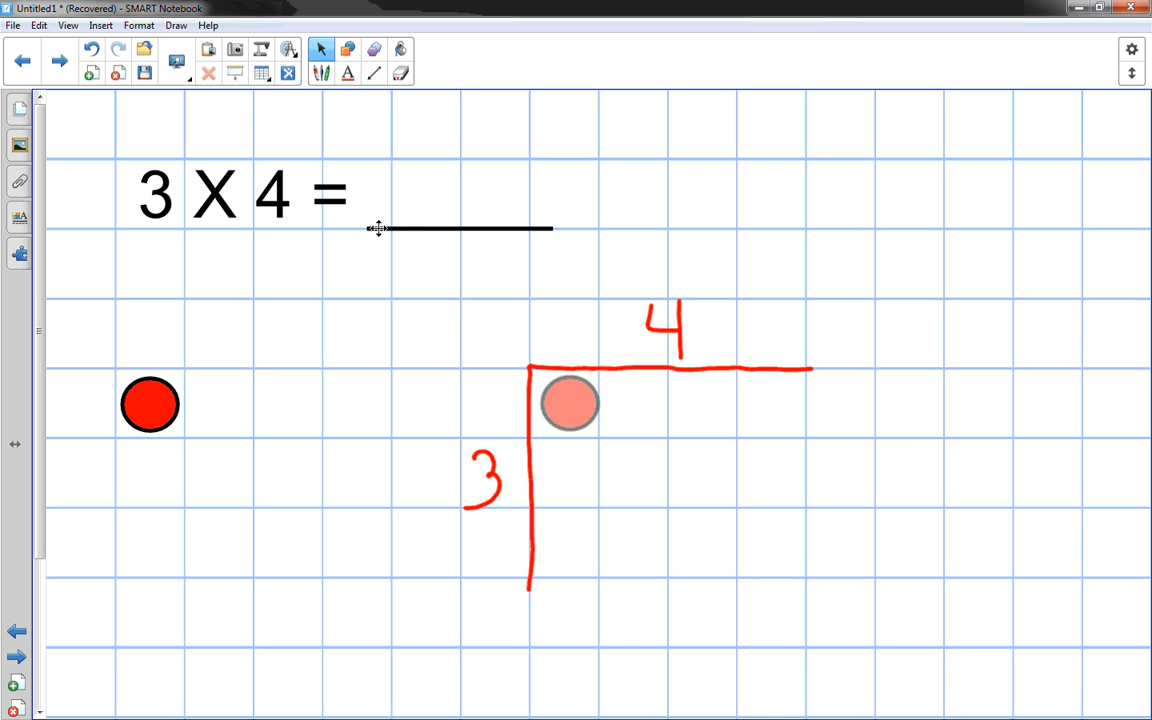 Untitled1 * (Recovered) - SMART Notebook
File Edit View Insert Format Draw Help
3 X 4 =
4
3